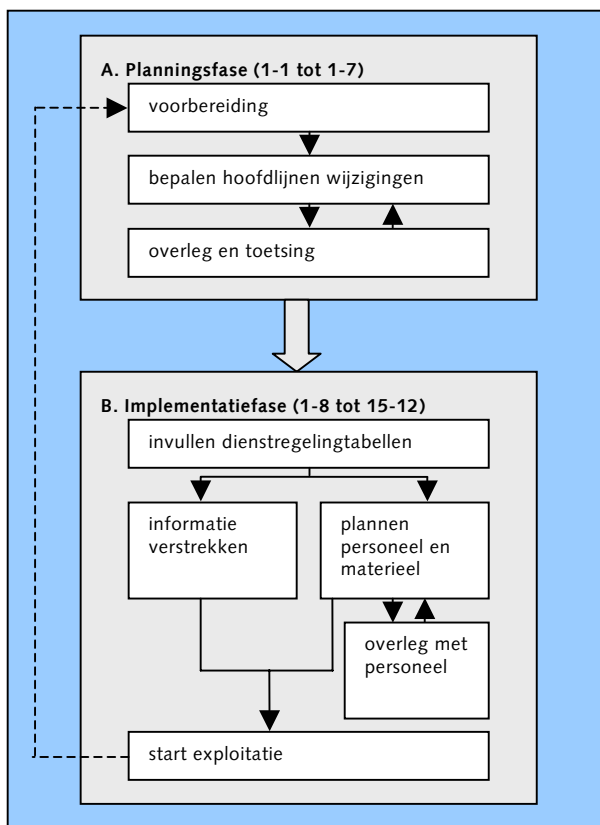 A. Planningsfase (1-1 tot 1-7)
voorbereiding
bepalen hoofdlijnen wijzigingen
overleg en toetsing
B. Implementatiefase (1-8 tot 15-12)
invullen dienstregelingtabellen
informatie
verstrekken
plannen
personeel en
materieel
overleg met
personeel
start exploitatie